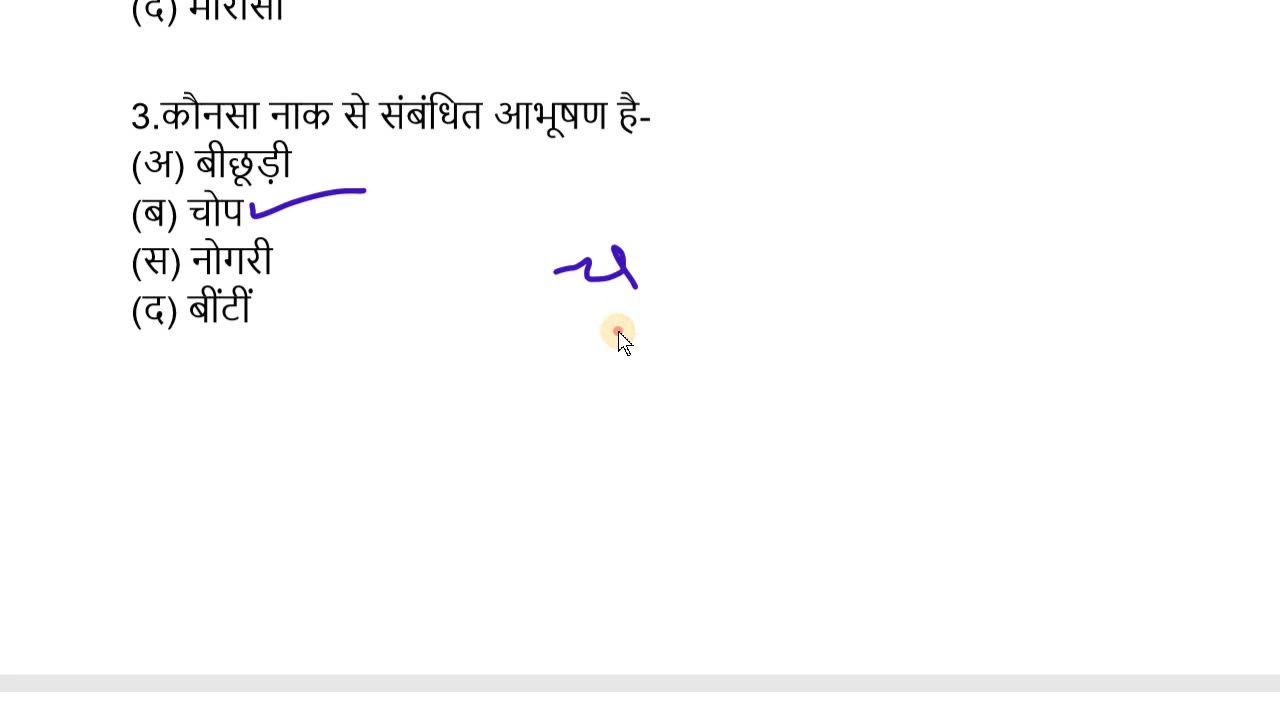 (द) मोरासी
3.कौनसा नाक से संबंधित आभूषण है-
(अ) बीछूड़ी
(ब) चोप
(स) नोगरी
(द) बींटीं